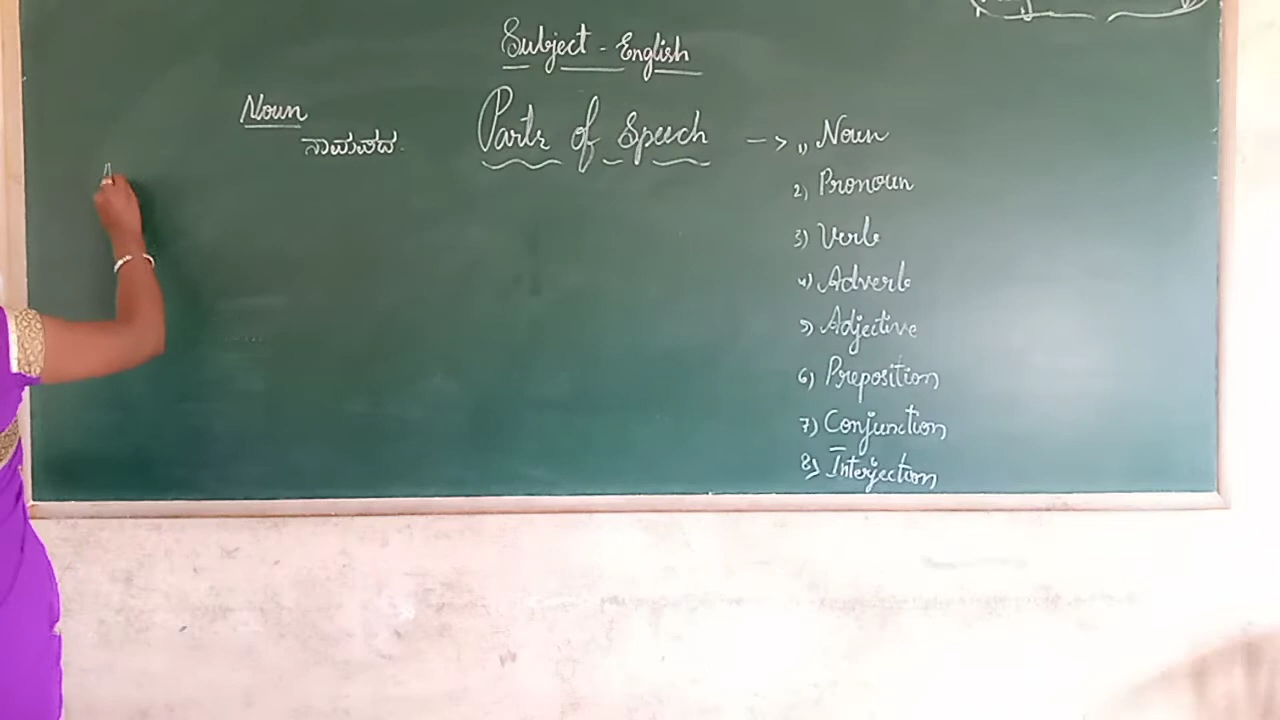 Subject - English
Noun
ನಾಮಪದ.
Parts of Speech -> 1) Noun
2) Pronoun
3) Verb
4) Adverb
5) Adjective
6) Preposition
7) Conjunction
8) Interjection